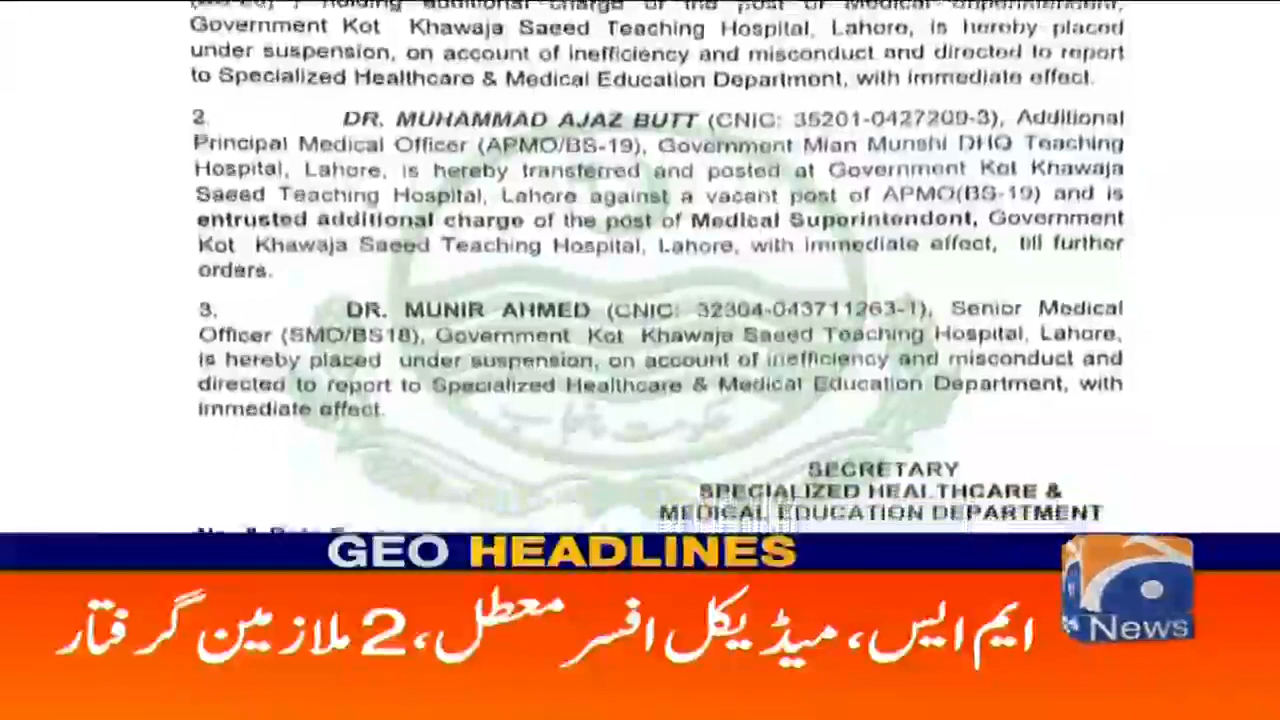 Government Kot Khawaja Saeed Teaching Hospital, Lahore, is hereby placed
under suspension, on account of inefficiency and misconduct and directed to report
to Specialized Healthcare & Medical Education Department, with immediate effect.
2. DR. MUHAMMAD AJAZ BUTT (CNIC: 35201-0427209-3), Additional
Principal Medical Officer (APMO/BS-19), Government Mian Munshi DHQ Teaching
Hospital, Lahore, is hereby transferred and posted at Government Kot Khawaja
Saeed Teaching Hospital, Lahore against a vacant post of APMO(BS-19) and is
entrusted additional charge of the post of Medical Superintendent, Government
Kot Khawaja Saeed Teaching Hospital, Lahore, with immediate effect, till further
orders.
3. DR. MUNIR AHMED (CNIC: 32304-043711263-1), Senior Medical
Officer (SMO/BS18), Government Kot Khawaja Saeed Teaching Hospital, Lahore,
is hereby placed under suspension, on account of inefficiency and misconduct and
directed to report to Specialized Healthcare & Medical Education Department, with
immediate effect.
SECRETARY
SPECIALIZED HEALTHCARE &
MEDICAL EDUCATION DEPARTMENT
GEO HEADLINES
News
ایم ایس، میڈیکل افسر معطل، 2 ملازمین گرفتار